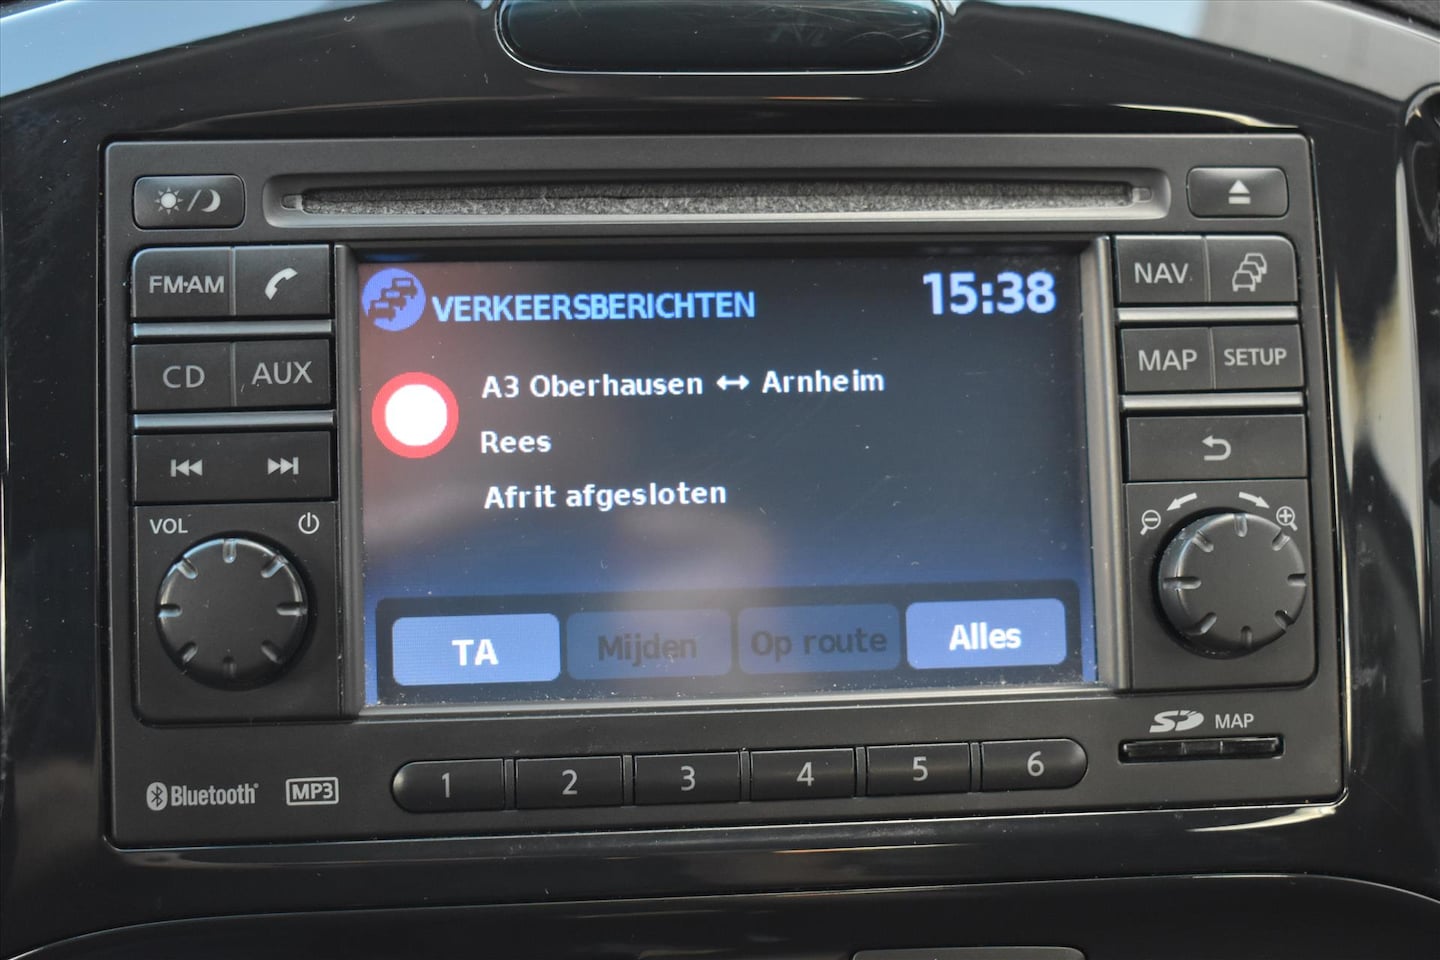 FM·AM
CD
AUX
VOL
VERKEERSBERICHTEN
15:38
A3 Oberhausen ↔ Arnheim
Rees
Afrit afgesloten
TA
Mijden
Op route
Alles
NAV
MAP
SETUP
SD MAP
Bluetooth®
MP3
1 2 3 4 5 6